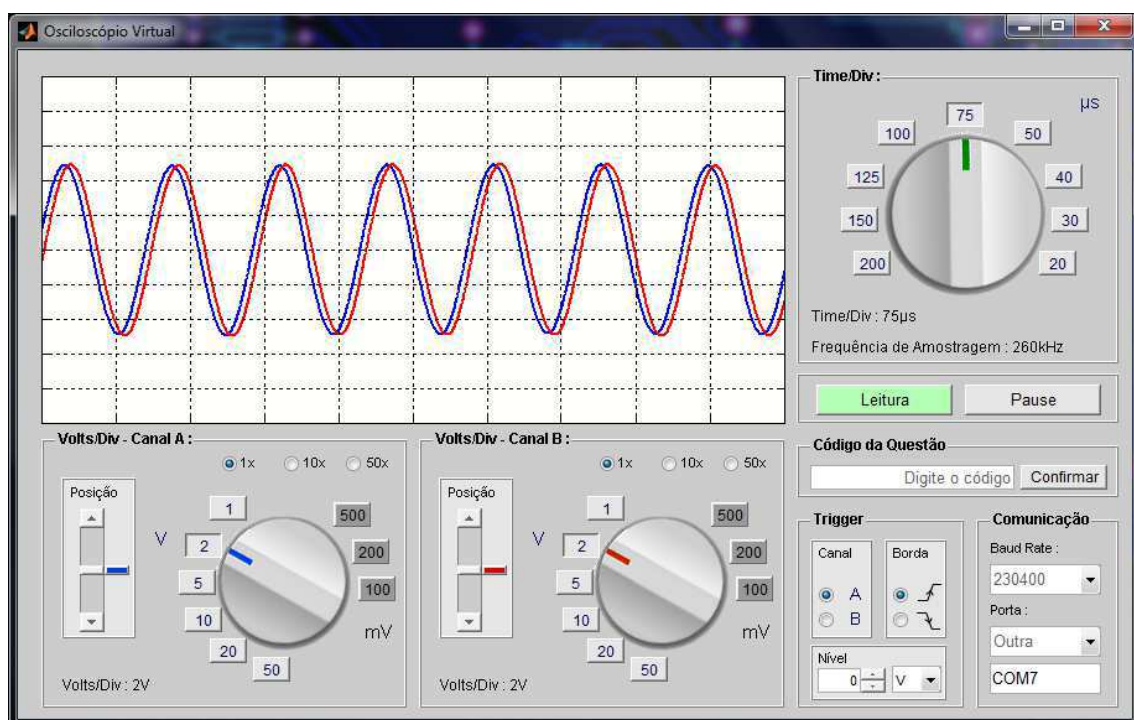 Osciloscópio Virtual
Time/Div :
µs
75
100
50
125
40
150
30
200
20
Time/Div : 75µs
Frequência de Amostragem : 260kHz
Leitura
Pause
Volts/Div - Canal A :
1x
10x
50x
Posição
V
1
2
5
10
20
50
500
200
100
mV
Volts/Div : 2V
Volts/Div - Canal B :
1x
10x
50x
Posição
V
1
2
5
10
20
50
500
200
100
mV
Volts/Div : 2V
Código da Questão
Digite o código
Confirmar
Trigger
Canal
A
B
Borda
Nível
0
V
Comunicação
Baud Rate :
230400
Porta :
Outra
COM7